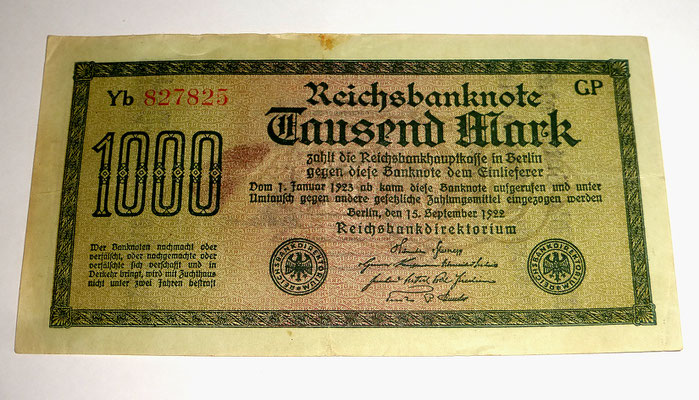 Yb 827825
GP
Reichsbanknote
Tausend Mark
1000
zahlt die Reichsbankhauptkasse in Berlin
gegen diese Banknote dem Einlieferer
Vom 1. Januar 1923 ab kann diese Banknote aufgerufen und unter
Umtausch gegen andere gesetzliche Zahlungsmittel eingezogen werden
Berlin, den 15. September 1922
Reichsbankdirektorium
Wer Banknoten nachmacht oder
verfälscht, oder nachgemachte oder
verfälschte sich verschafft und in
Verkehr bringt, wird mit Zuchthaus
nicht unter zwei Jahren bestraft
REICHSBANKDIREKTORIUM
REICHSBANKDIREKTORIUM